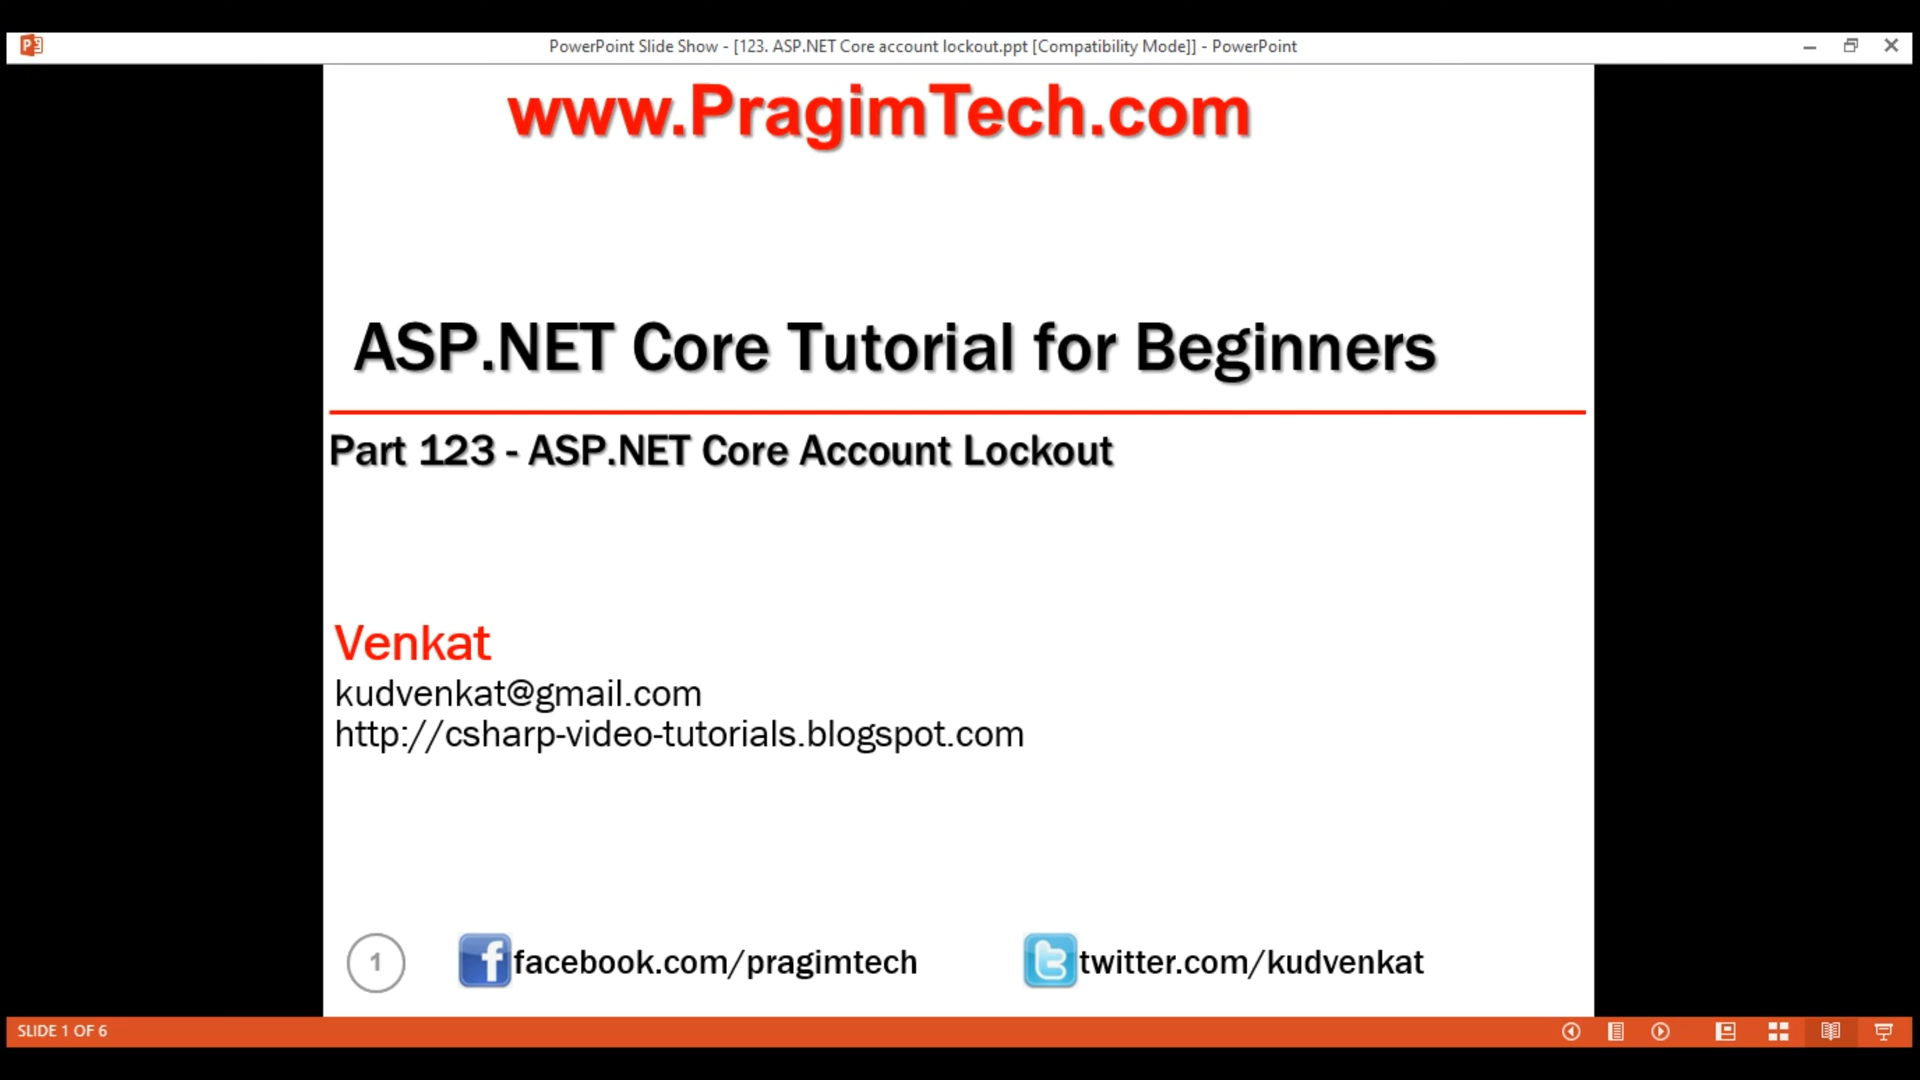 PowerPoint Slide Show - [123. ASP.NET Core account lockout.ppt [Compatibility Mode]] - PowerPoint
www.PragimTech.com
ASP.NET Core Tutorial for Beginners
Part 123 - ASP.NET Core Account Lockout
Venkat
kudvenkat@gmail.com
http://csharp-video-tutorials.blogspot.com
1 facebook.com/pragimtech twitter.com/kudvenkat
SLIDE 1 OF 6